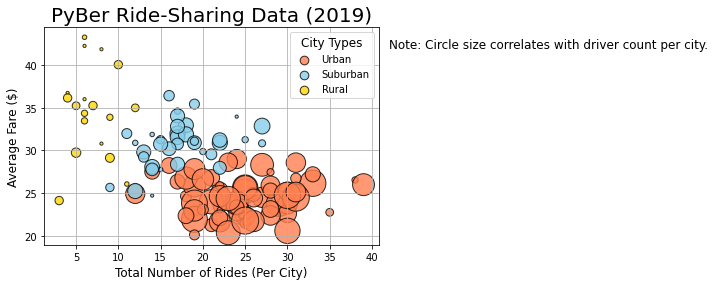 PyBer Ride-Sharing Data (2019)
Note: Circle size correlates with driver count per city.
City Types
Urban
Suburban
Rural
Average Fare ($)
40
35
30
25
20
5 10 15 20 25 30 35 40
Total Number of Rides (Per City)